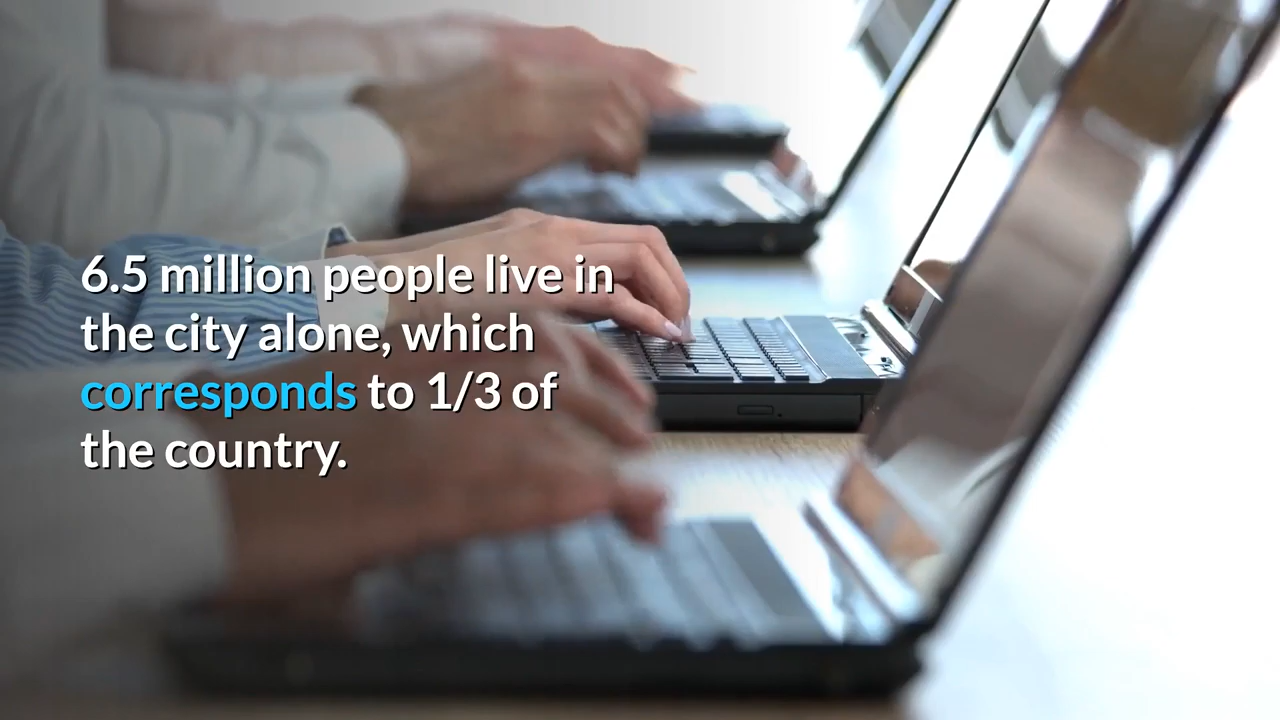 6.5 million people live in
the city alone, which
corresponds to 1/3 of
the country.